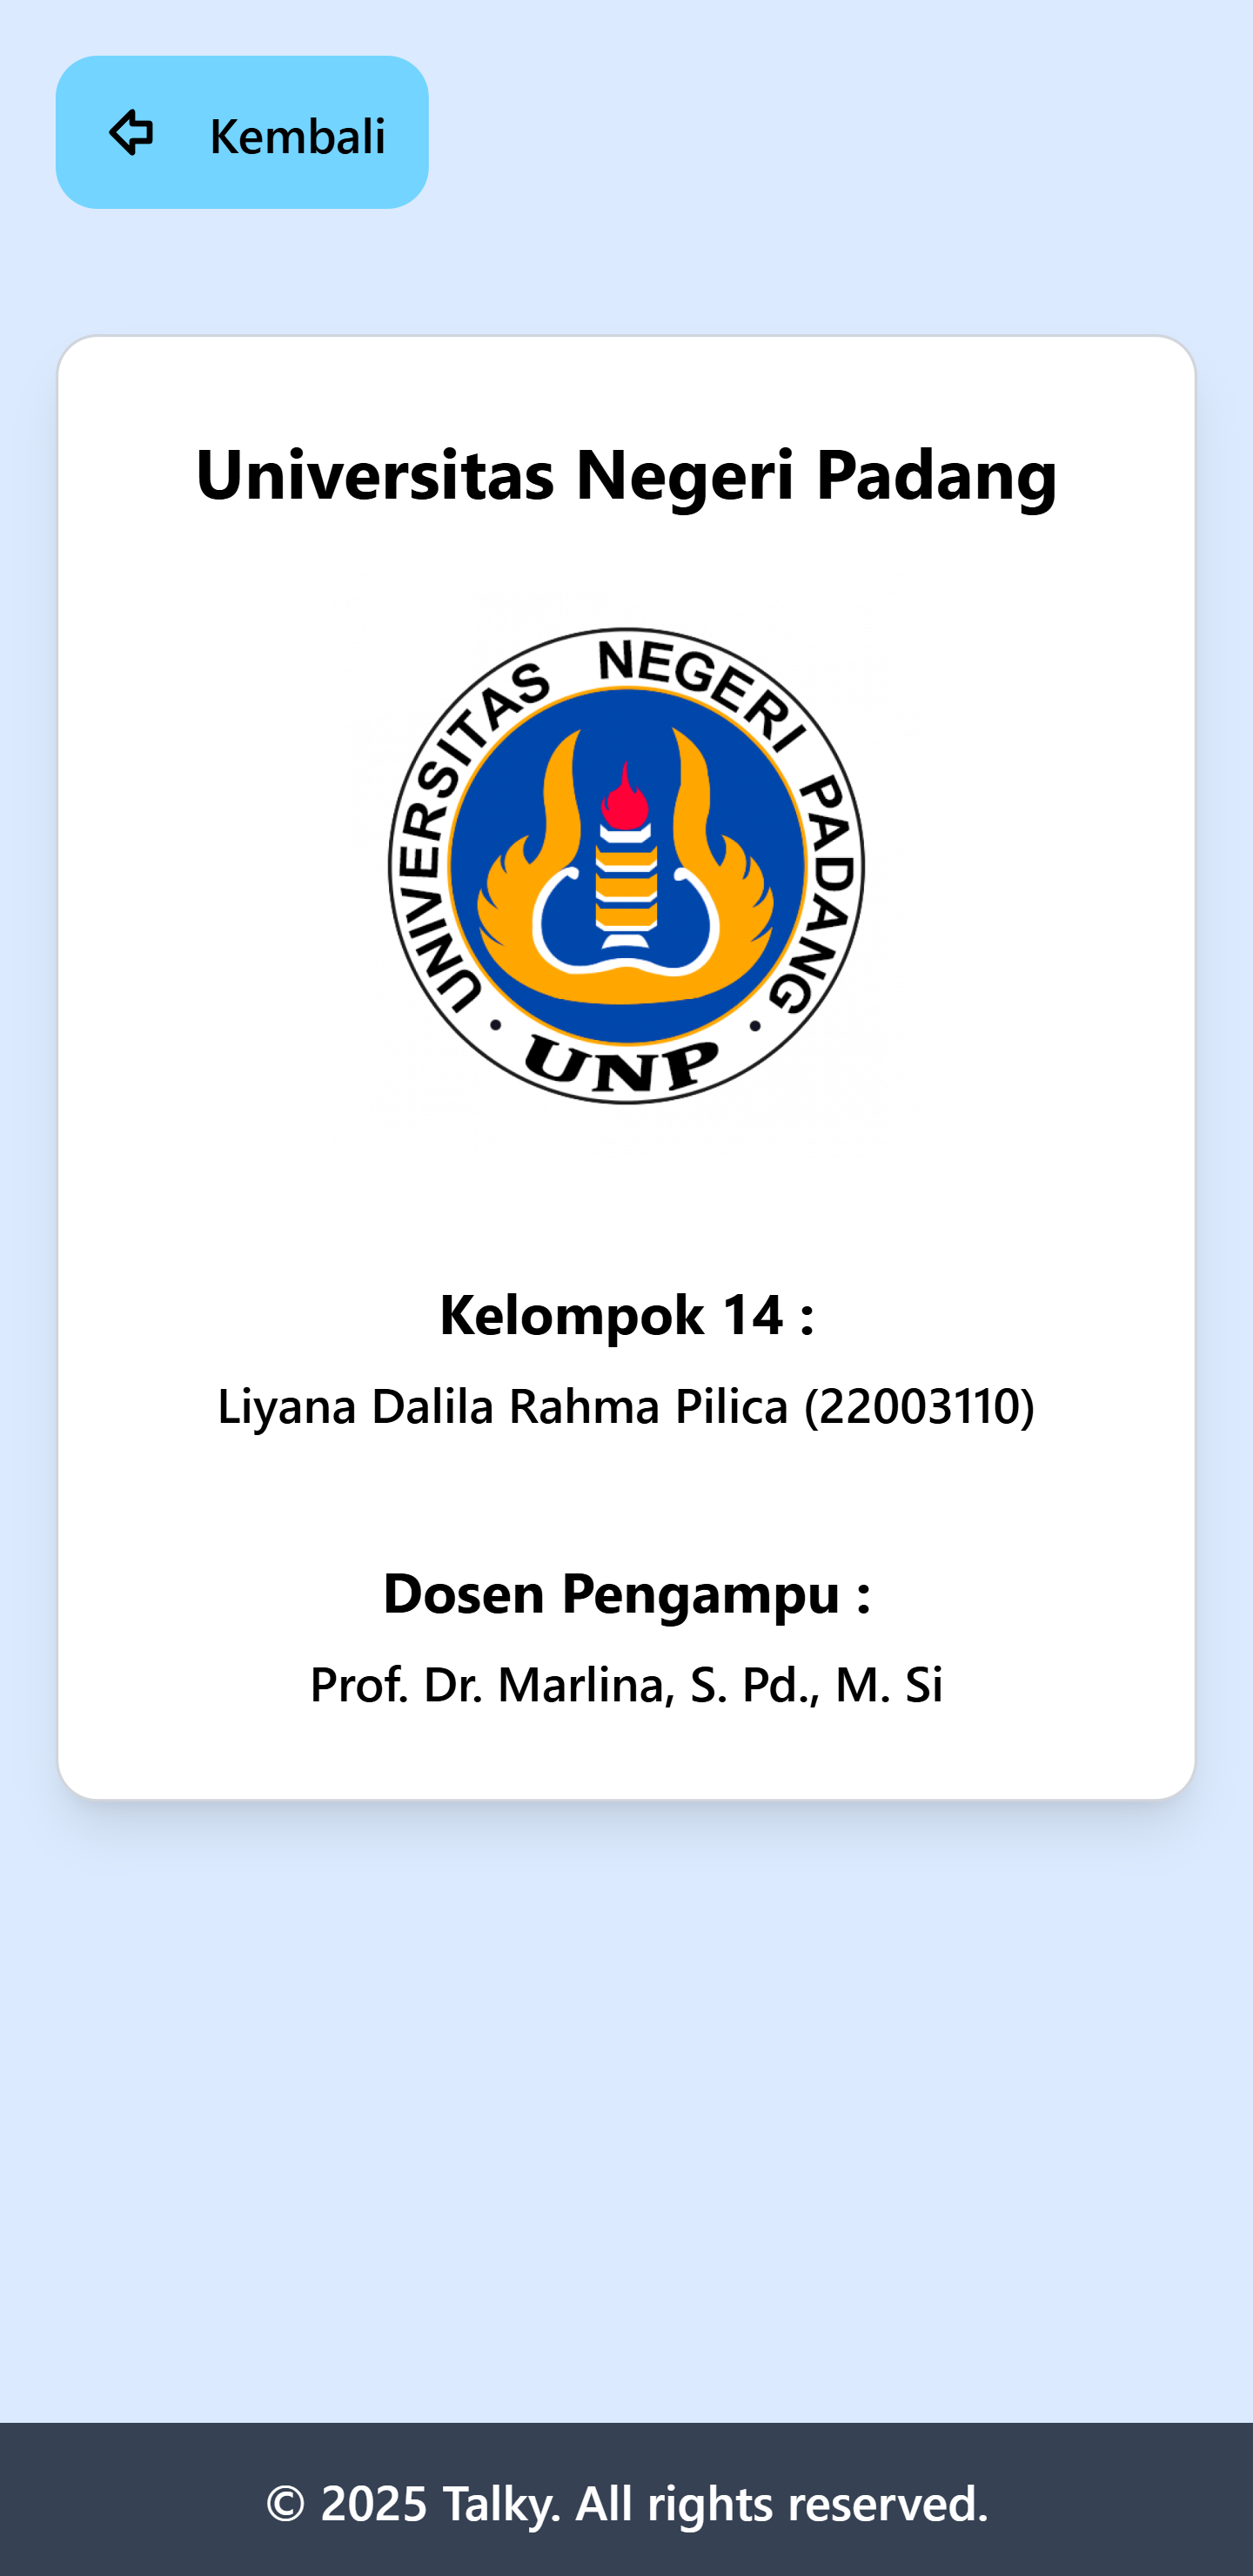 Kembali
Universitas Negeri Padang
UNIVERSITAS NEGERI PADANG
UNP
Kelompok 14 :
Liyana Dalila Rahma Pilica (22003110)
Dosen Pengampu :
Prof. Dr. Marlina, S. Pd., M. Si
© 2025 Talky. All rights reserved.